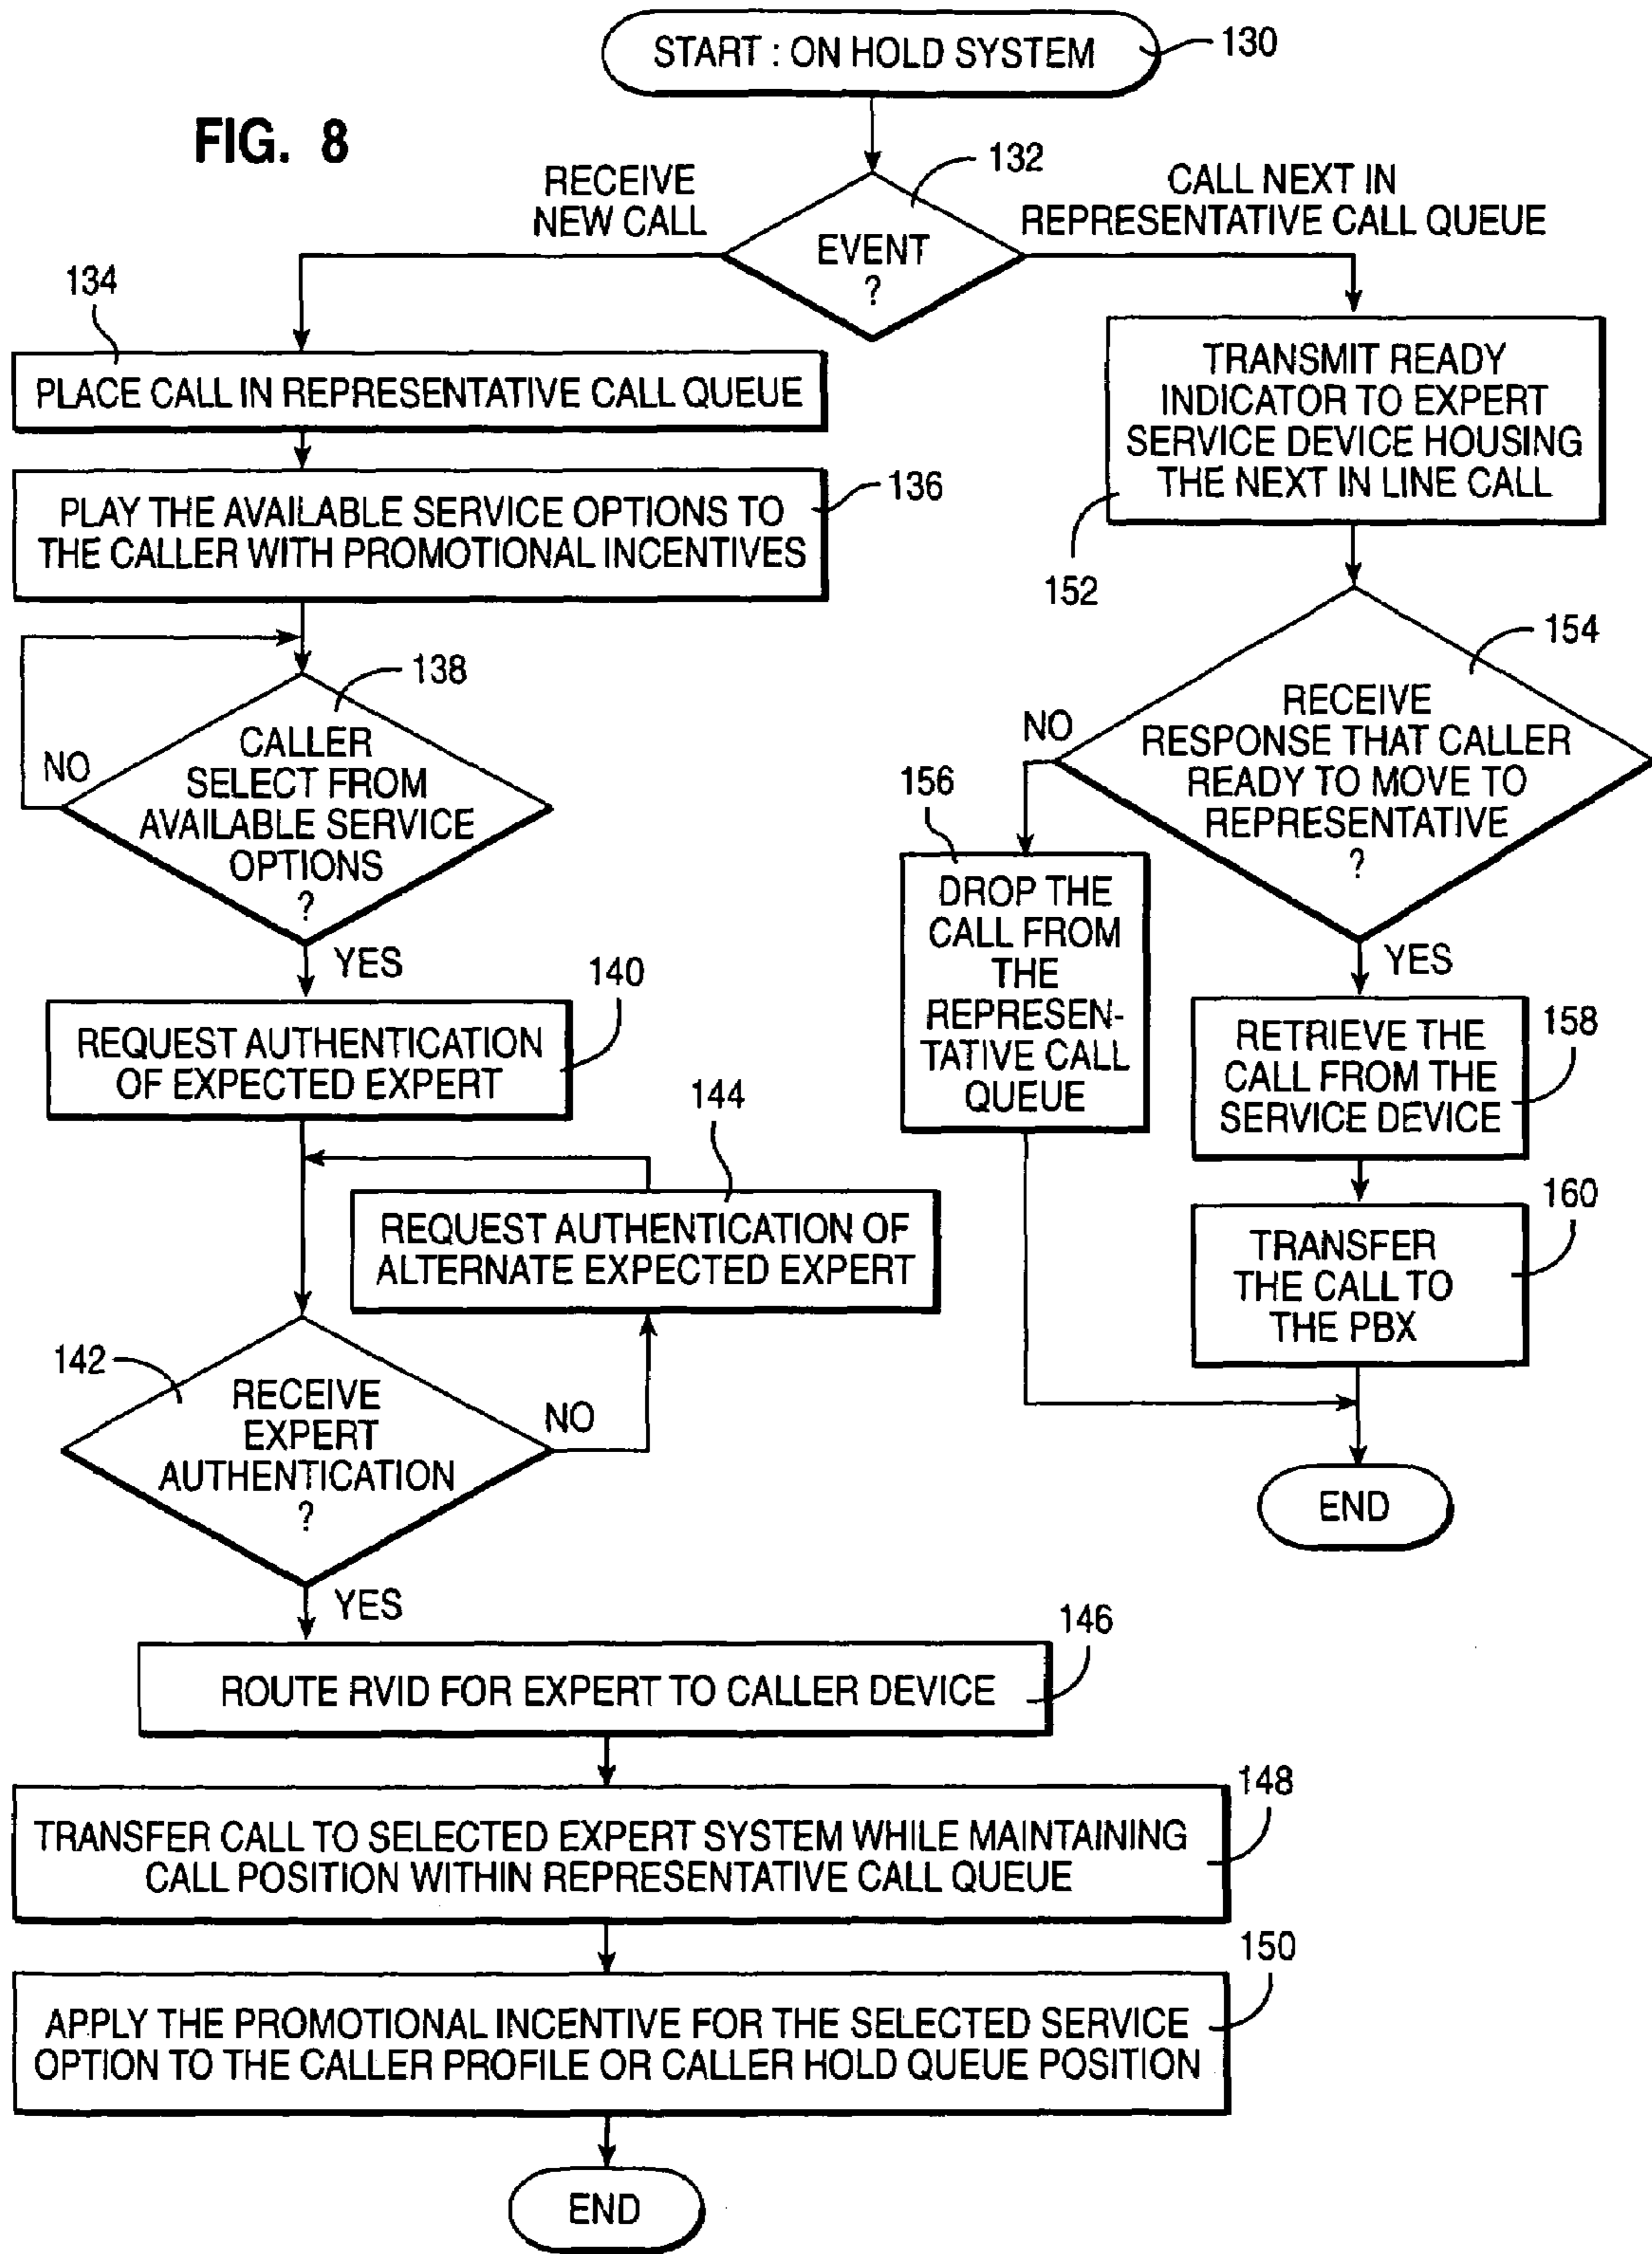 START : ON HOLD SYSTEM
130
FIG. 8
132
RECEIVE
NEW CALL
CALL NEXT IN
REPRESENTATIVE CALL QUEUE
EVENT
?
134
PLACE CALL IN REPRESENTATIVE CALL QUEUE
PLAY THE AVAILABLE SERVICE OPTIONS TO
THE CALLER WITH PROMOTIONAL INCENTIVES
136
138
NO
CALLER
SELECT FROM
AVAILABLE SERVICE
OPTIONS
?
YES
140
REQUEST AUTHENTICATION
OF EXPECTED EXPERT
144
REQUEST AUTHENTICATION OF
ALTERNATE EXPECTED EXPERT
142
RECEIVE
EXPERT
AUTHENTICATION
?
NO
YES
146
ROUTE RVID FOR EXPERT TO CALLER DEVICE
148
TRANSFER CALL TO SELECTED EXPERT SYSTEM WHILE MAINTAINING
CALL POSITION WITHIN REPRESENTATIVE CALL QUEUE
150
APPLY THE PROMOTIONAL INCENTIVE FOR THE SELECTED SERVICE
OPTION TO THE CALLER PROFILE OR CALLER HOLD QUEUE POSITION
END
TRANSMIT READY
INDICATOR TO EXPERT
SERVICE DEVICE HOUSING
THE NEXT IN LINE CALL
152
154
RECEIVE
RESPONSE THAT CALLER
READY TO MOVE TO
REPRESENTATIVE
?
NO
156
DROP THE
CALL FROM
THE
REPRESEN-
TATIVE CALL
QUEUE
YES
RETRIEVE THE
CALL FROM THE
SERVICE DEVICE
158
160
TRANSFER
THE CALL TO
THE PBX
END